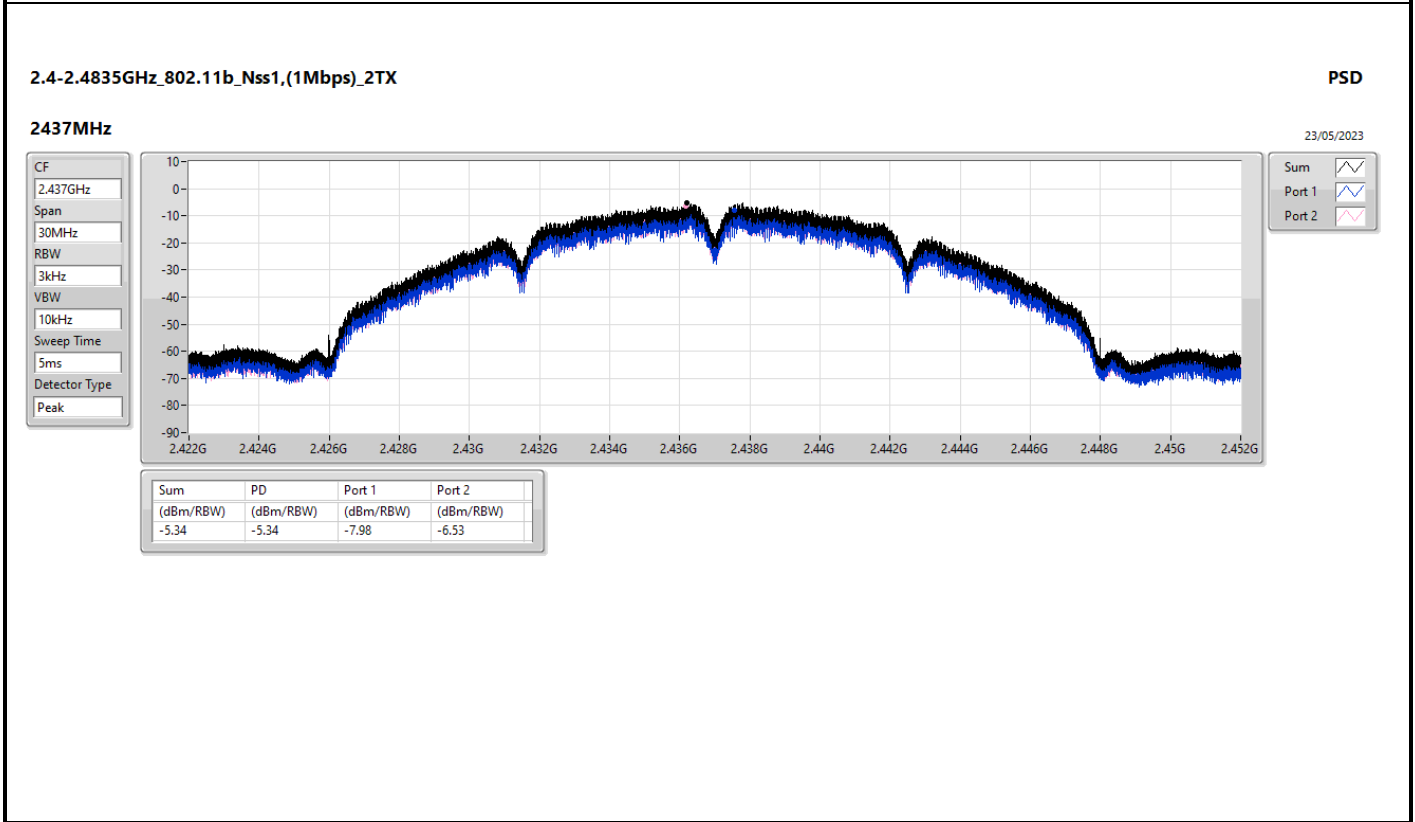 2.4-2.4835GHz_802.11b_Nss1,(1Mbps)_2TX PSD
2437MHz 23/05/2023
CF
2.437GHz
Span
30MHz
RBW
3kHz
VBW
10kHz
Sweep Time
5ms
Detector Type
Peak
10
0
-10
-20
-30
-40
-50
-60
-70
-80
-90
2.422G 2.424G 2.426G 2.428G 2.43G 2.432G 2.434G 2.436G 2.438G 2.44G 2.442G 2.444G 2.446G 2.448G 2.45G 2.452G
Sum
Port 1
Port 2
Sum PD Port 1 Port 2
(dBm/RBW) (dBm/RBW) (dBm/RBW) (dBm/RBW)
-5.34 -5.34 -7.98 -6.53